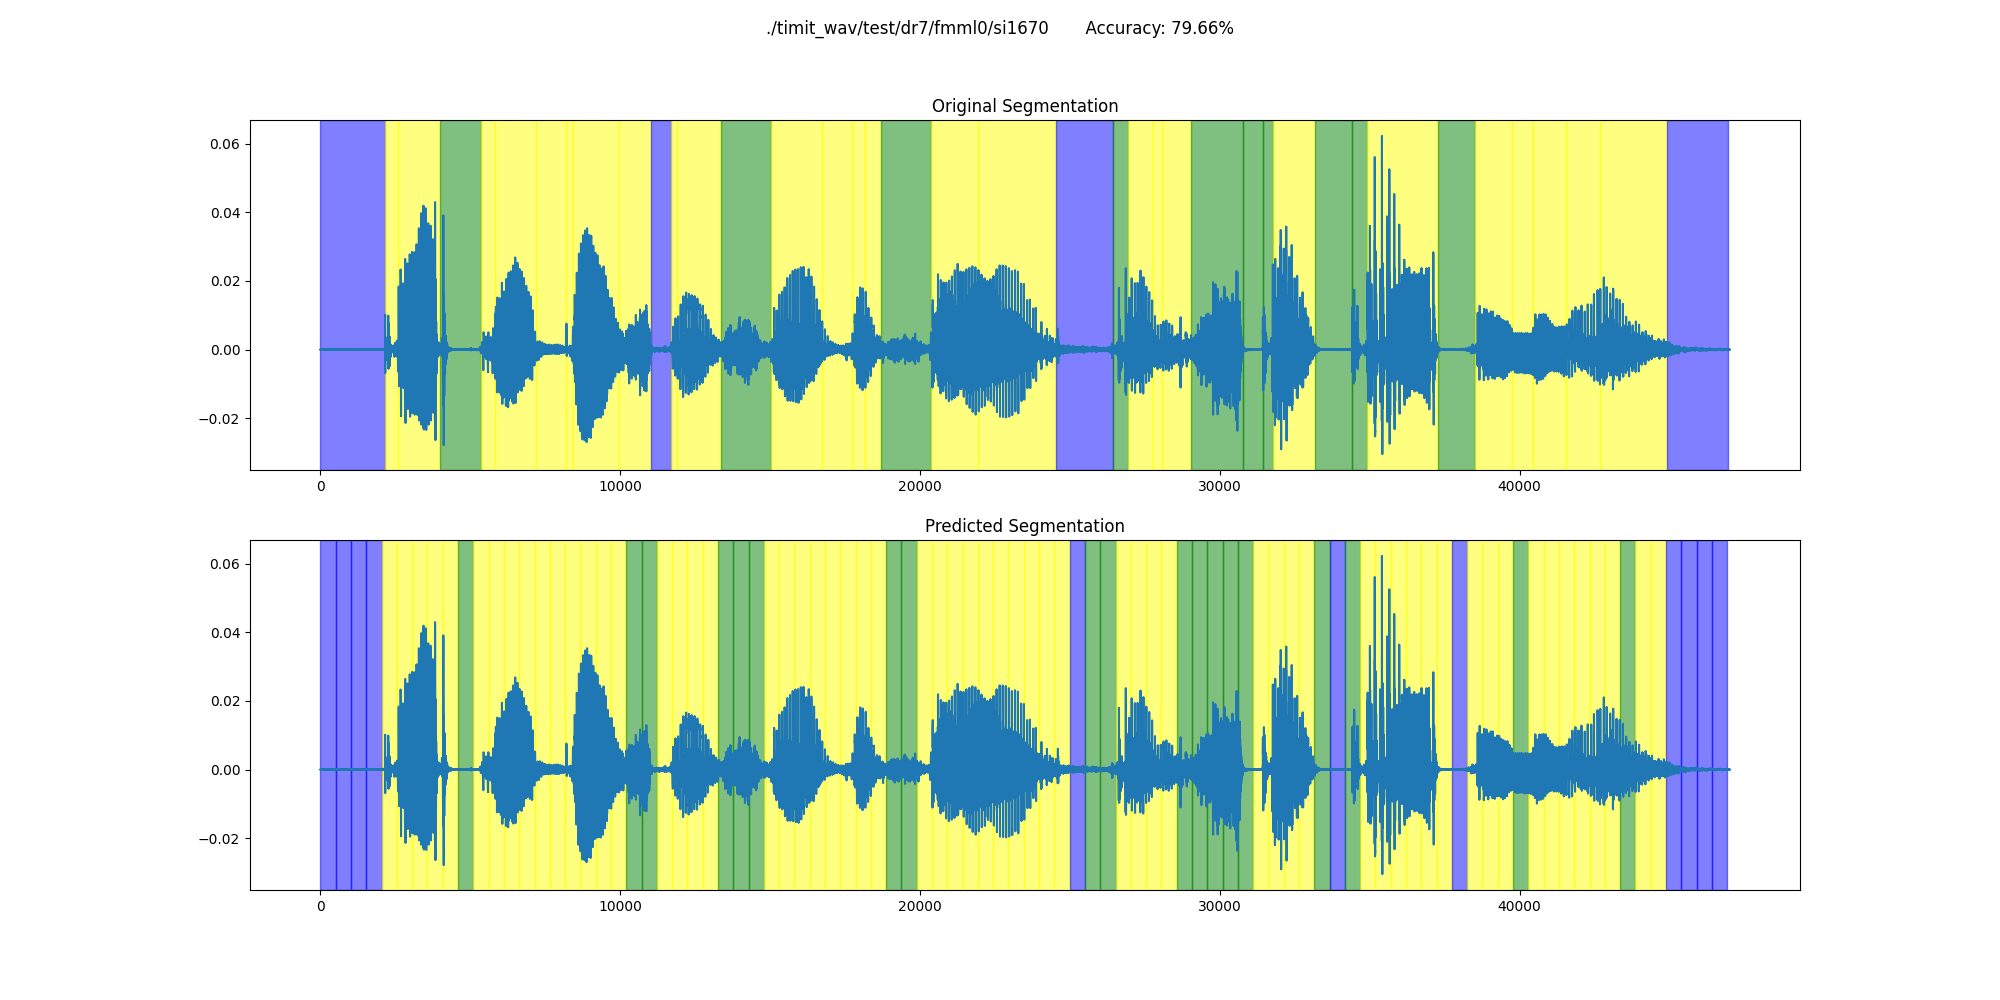 ./timit_wav/test/dr7/fmml0/si1670 Accuracy: 79.66%
Original Segmentation
0.06
0.04
0.02
0.00
−0.02
0 10000 20000 30000 40000
Predicted Segmentation
0.06
0.04
0.02
0.00
−0.02
0 10000 20000 30000 40000